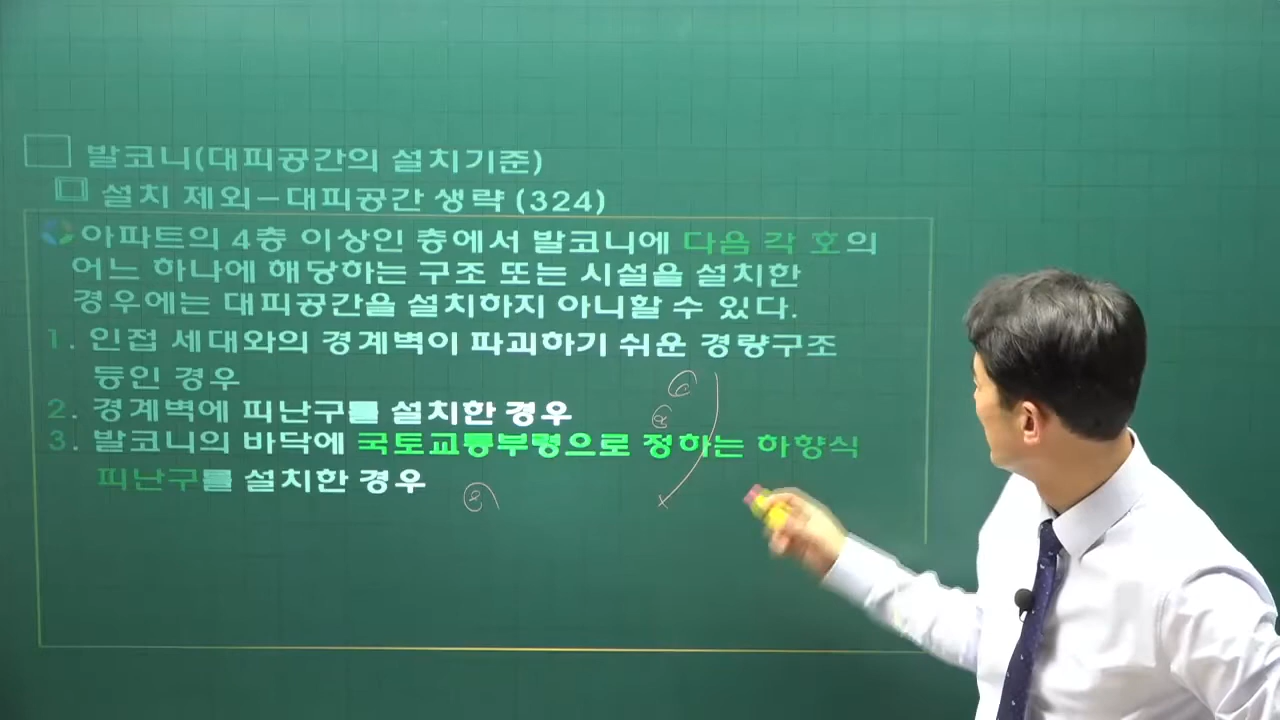 발코니(대피공간의 설치기준)
설치 제외-대피공간 생략 (324)
아파트의 4층 이상인 층에서 발코니에 다음 각 호의
어느 하나에 해당하는 구조 또는 시설을 설치한
경우에는 대피공간을 설치하지 아니할 수 있다.
1. 인접 세대와의 경계벽이 파괴하기 쉬운 경량구조
등인 경우
2. 경계벽에 피난구를 설치한 경우
3. 발코니의 바닥에 국토교통부령으로 정하는 하향식
피난구를 설치한 경우